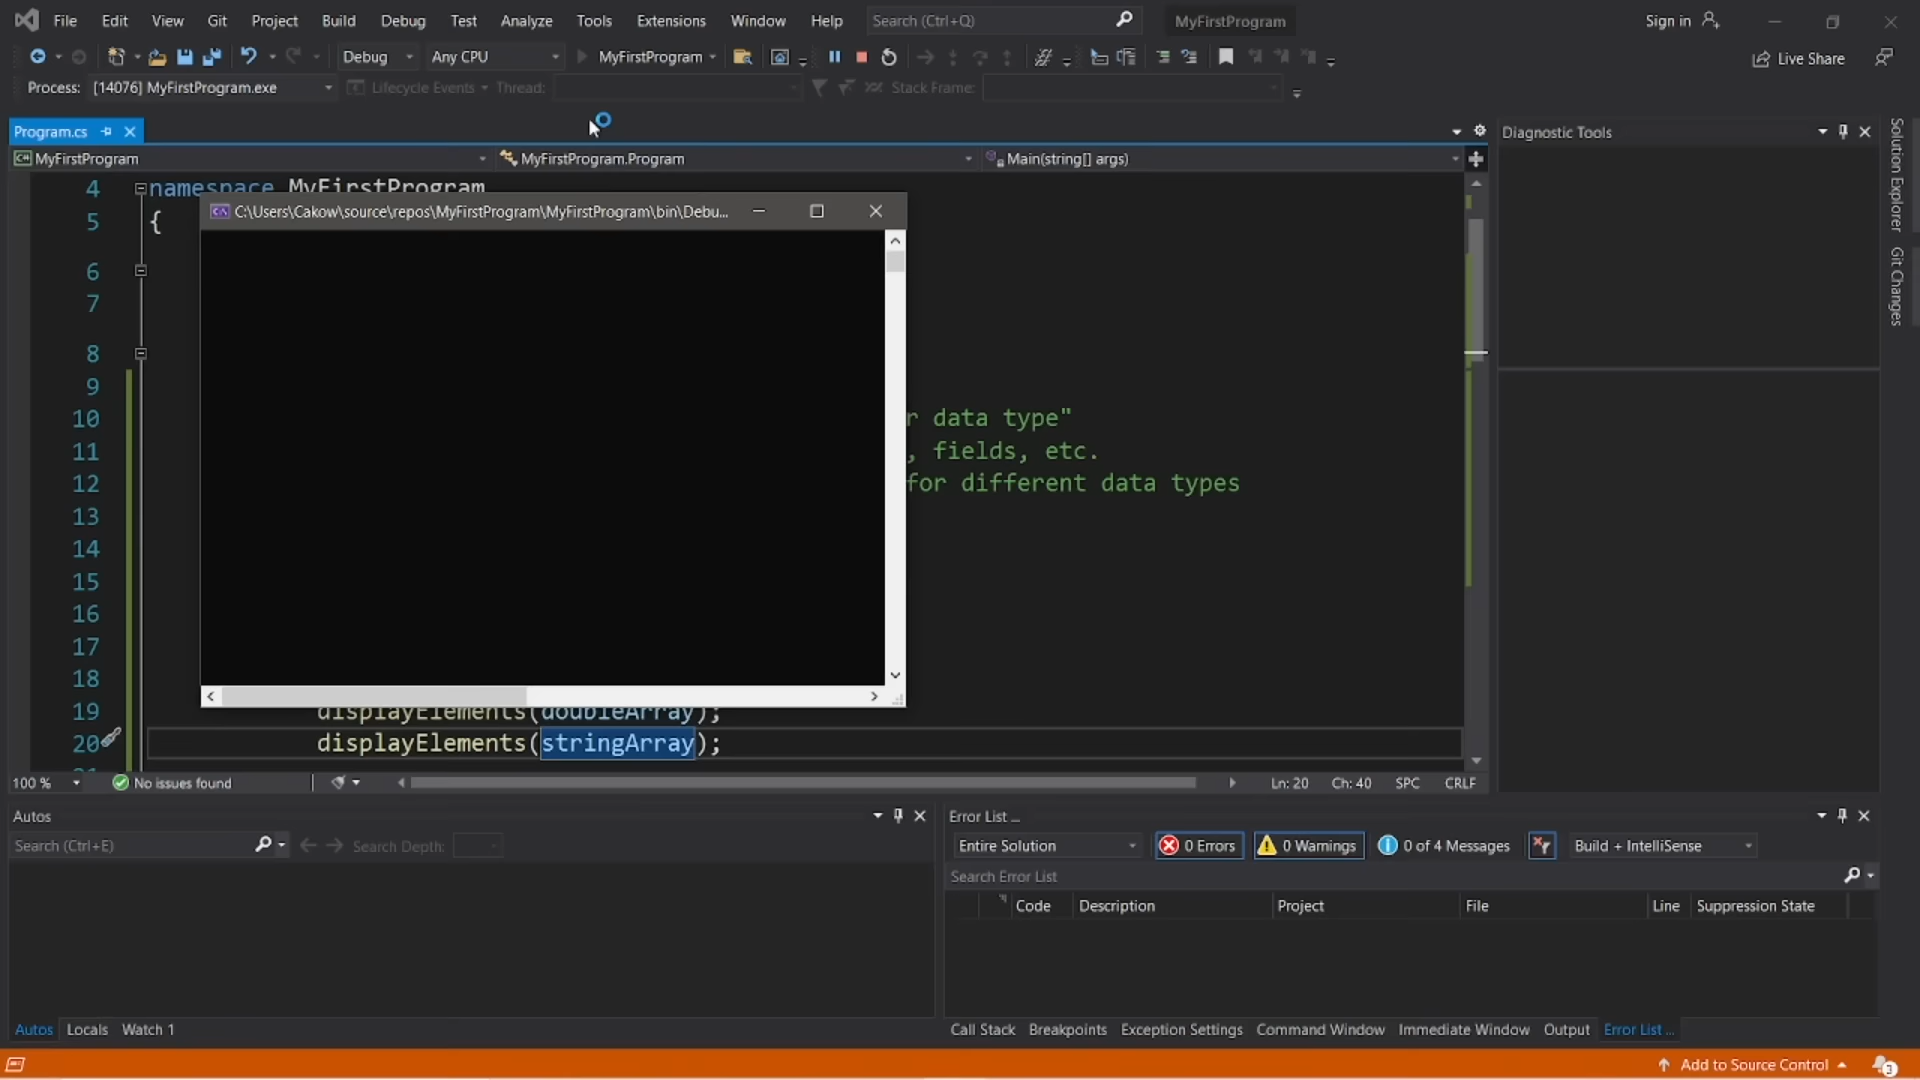 File Edit View Git Project Build Debug Test Analyze Tools Extensions Window Help Search (Ctrl+Q) MyFirstProgram Sign in
Debug Any CPU MyFirstProgram Live Share
Process: [14076] MyFirstProgram.exe Lifecycle Events Thread: Stack Frame:
Program.cs Diagnostic Tools
MyFirstProgram MyFirstProgram.Program Main(string[] args)
4 namespace MyFirstProgram
C:\Users\Cakow\source\repos\MyFirstProgram\MyFirstProgram\bin\Debu...
5 {
6
7
8
9
10 r data type"
11 , fields, etc.
12 for different data types
13
14
15
16
17
18
19 displayElements(doubleArray);
20 displayElements(stringArray);
100 % No issues found Ln: 20 Ch: 40 SPC CRLF
Solution Explorer
Git Changes
Autos
Search (Ctrl+E) Search Depth:
Autos Locals Watch 1
Error List ...
Entire Solution 0 Errors 0 Warnings 0 of 4 Messages Build + IntelliSense
Search Error List
Code Description Project File Line Suppression State
Call Stack Breakpoints Exception Settings Command Window Immediate Window Output Error List ...
Add to Source Control 3